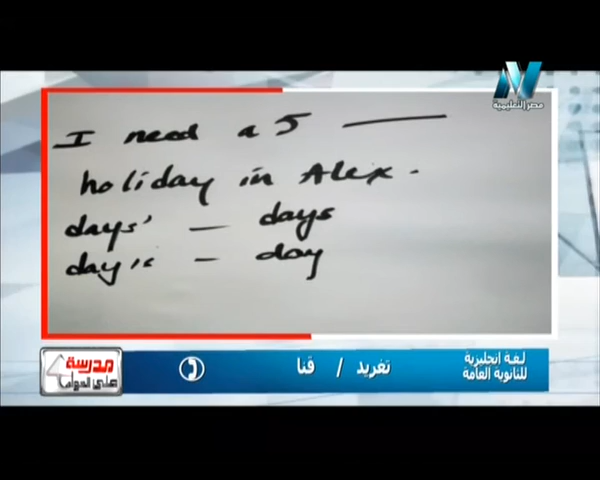 مصر التعليمية
I need a 5 ____
holiday in Alex.
days' — days
day's — day
مدرسة
على الهواء
تغريد / قنا
لغة انجليزية
للثانوية العامة